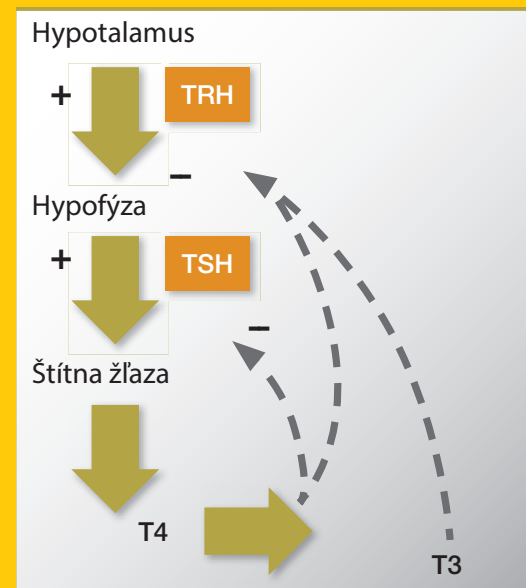 Hypotalamus
+
TRH
–
Hypofýza
+
TSH
–
Štítna žľaza
T4
T3